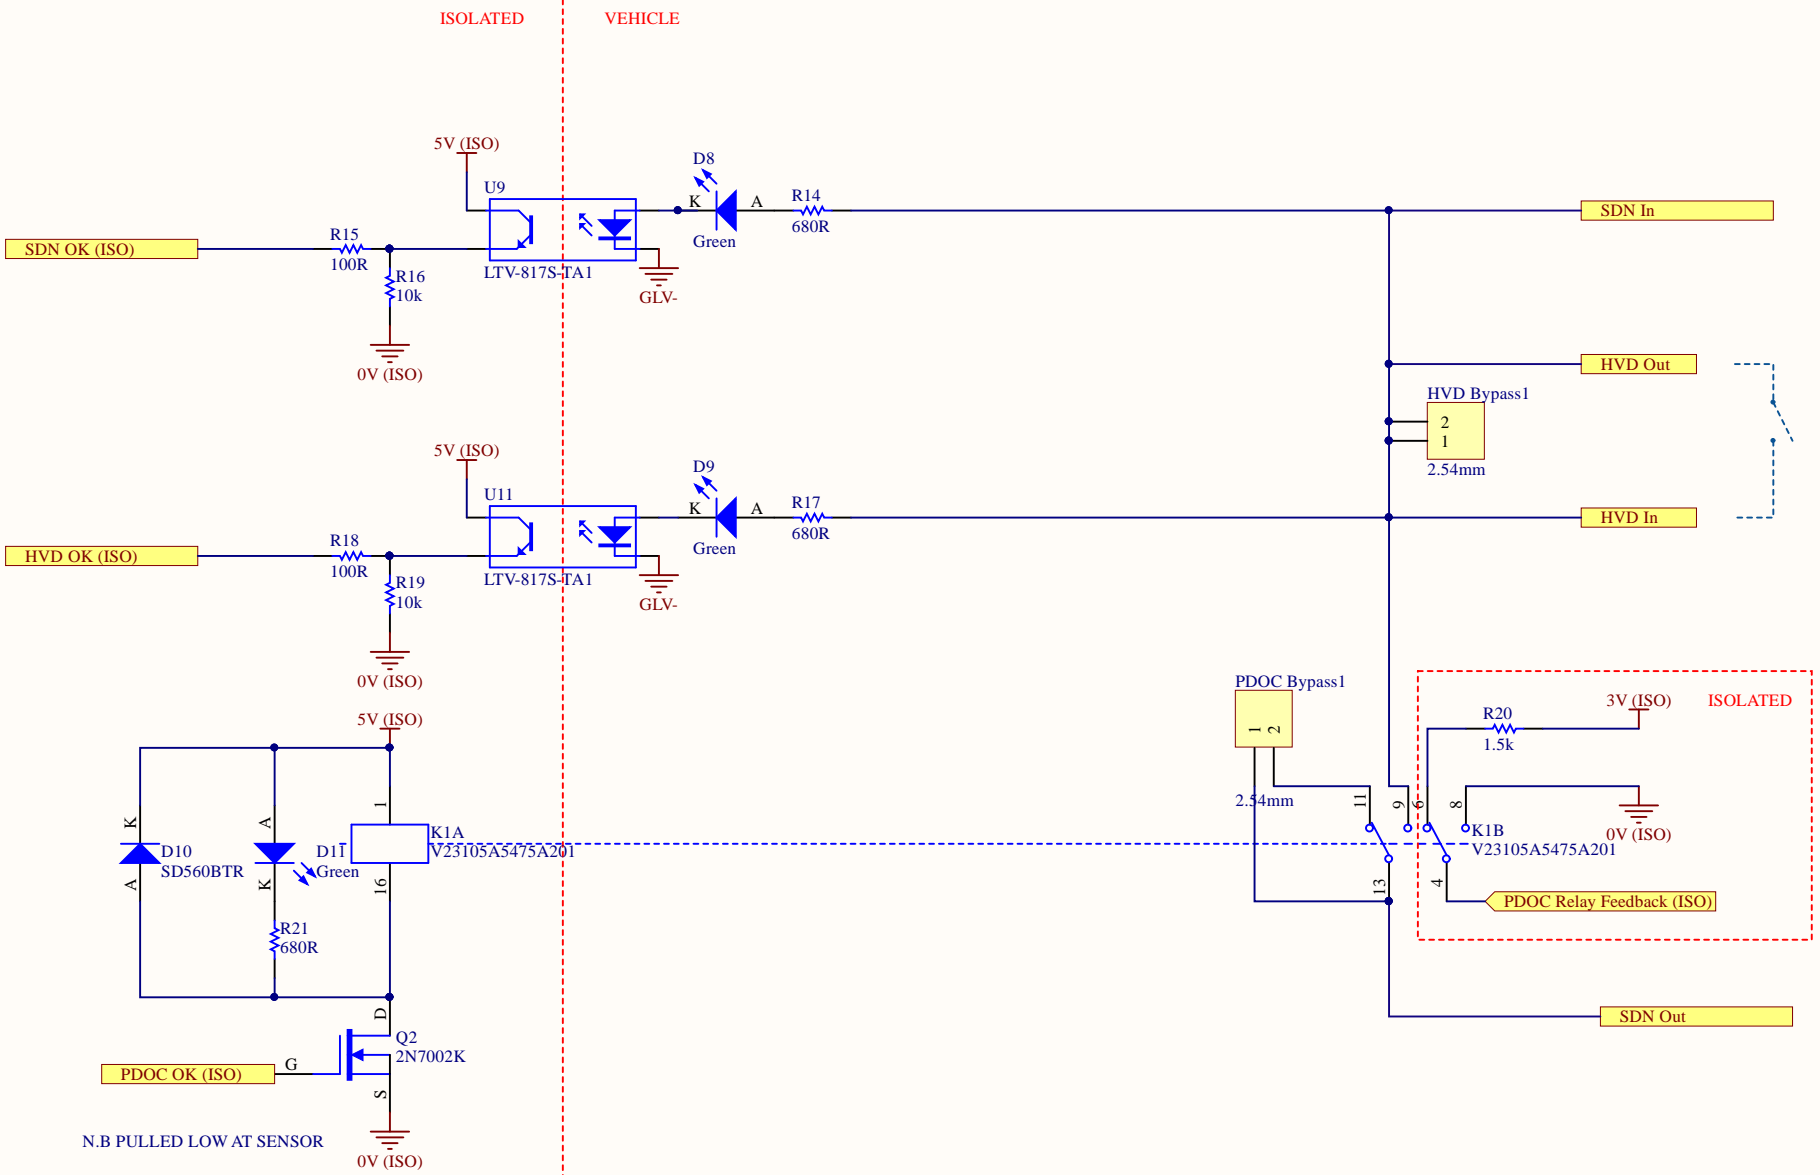 ISOLATED
VEHICLE
5V (ISO)
U9
LTV-817S-TA1
D8
K
A
Green
R14
680R
SDN In
SDN OK (ISO)
R15
100R
R16
10k
0V (ISO)
GLV-
HVD Out
HVD Bypass1
2
1
2.54mm
5V (ISO)
U11
LTV-817S-TA1
D9
K
A
Green
R17
680R
HVD In
HVD OK (ISO)
R18
100R
R19
10k
0V (ISO)
GLV-
PDOC Bypass1
1
2
2.54mm
3V (ISO)
ISOLATED
R20
1.5k
11
9
6
8
0V (ISO)
K1B
V23105A5475A201
13
4
PDOC Relay Feedback (ISO)
SDN Out
5V (ISO)
1
K
A
K1A
V23105A5475A201
D10
SD560BTR
D11
Green
A
K
16
R21
680R
D
Q2
2N7002K
G
PDOC OK (ISO)
S
N.B PULLED LOW AT SENSOR
0V (ISO)